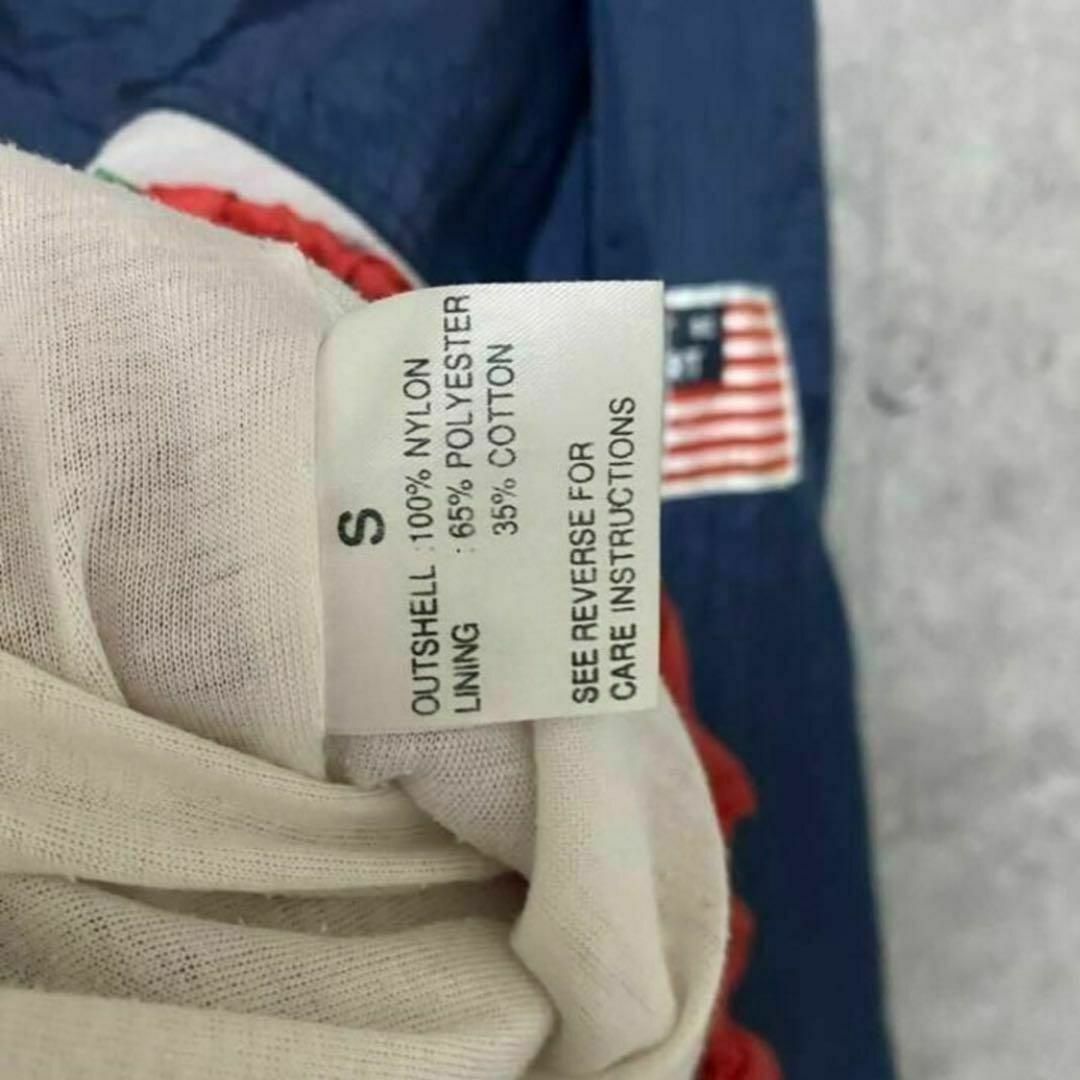 S
OUTSHELL :100% NYLON
LINING : 65% POLYESTER
35% COTTON
SEE REVERSE FOR
CARE INSTRUCTIONS